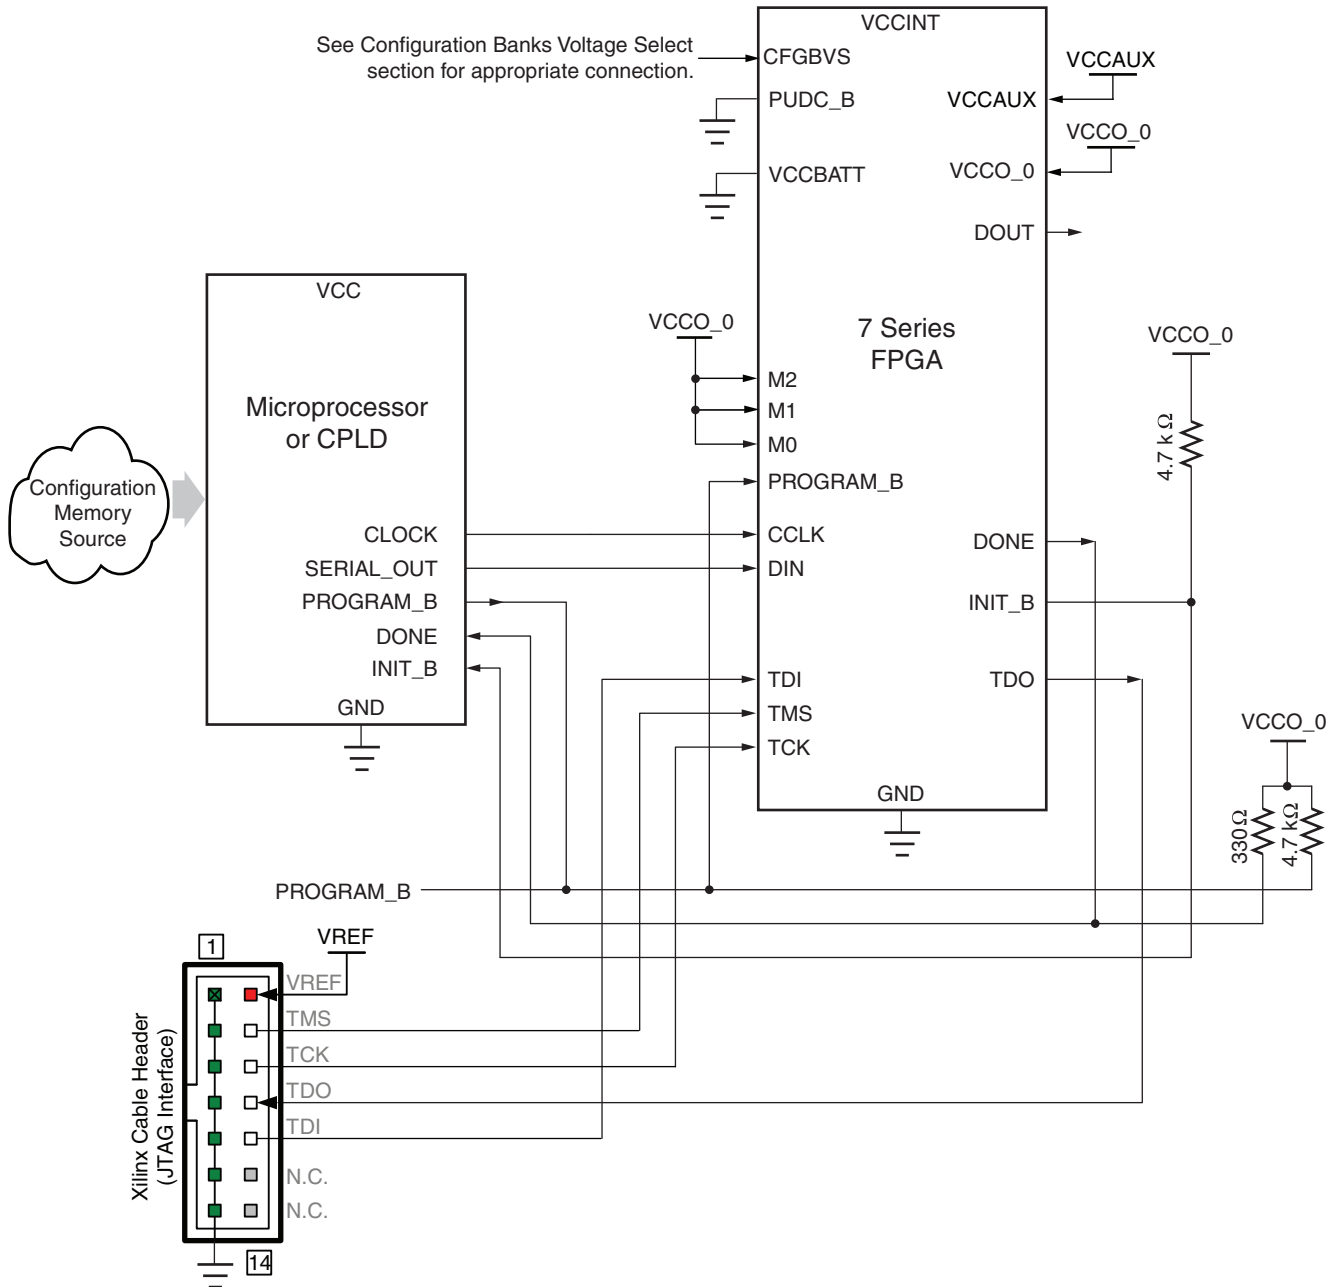 See Configuration Banks Voltage Select
section for appropriate connection.
VCCINT
CFGBVS
PUDC_B
VCCBATT
VCCAUX
VCCAUX
VCCO_0
VCCO_0
DOUT
7 Series
FPGA
VCCO_0
M2
M1
M0
PROGRAM_B
CCLK
DIN
TDI
TMS
TCK
DONE
INIT_B
TDO
GND
VCC
Microprocessor
or CPLD
CLOCK
SERIAL_OUT
PROGRAM_B
DONE
INIT_B
GND
Configuration
Memory
Source
VCCO_0
4.7 kΩ
VCCO_0
330Ω
4.7 kΩ
PROGRAM_B
1
VREF
VREF
TMS
TCK
TDO
TDI
N.C.
N.C.
14
Xilinx Cable Header
(JTAG Interface)